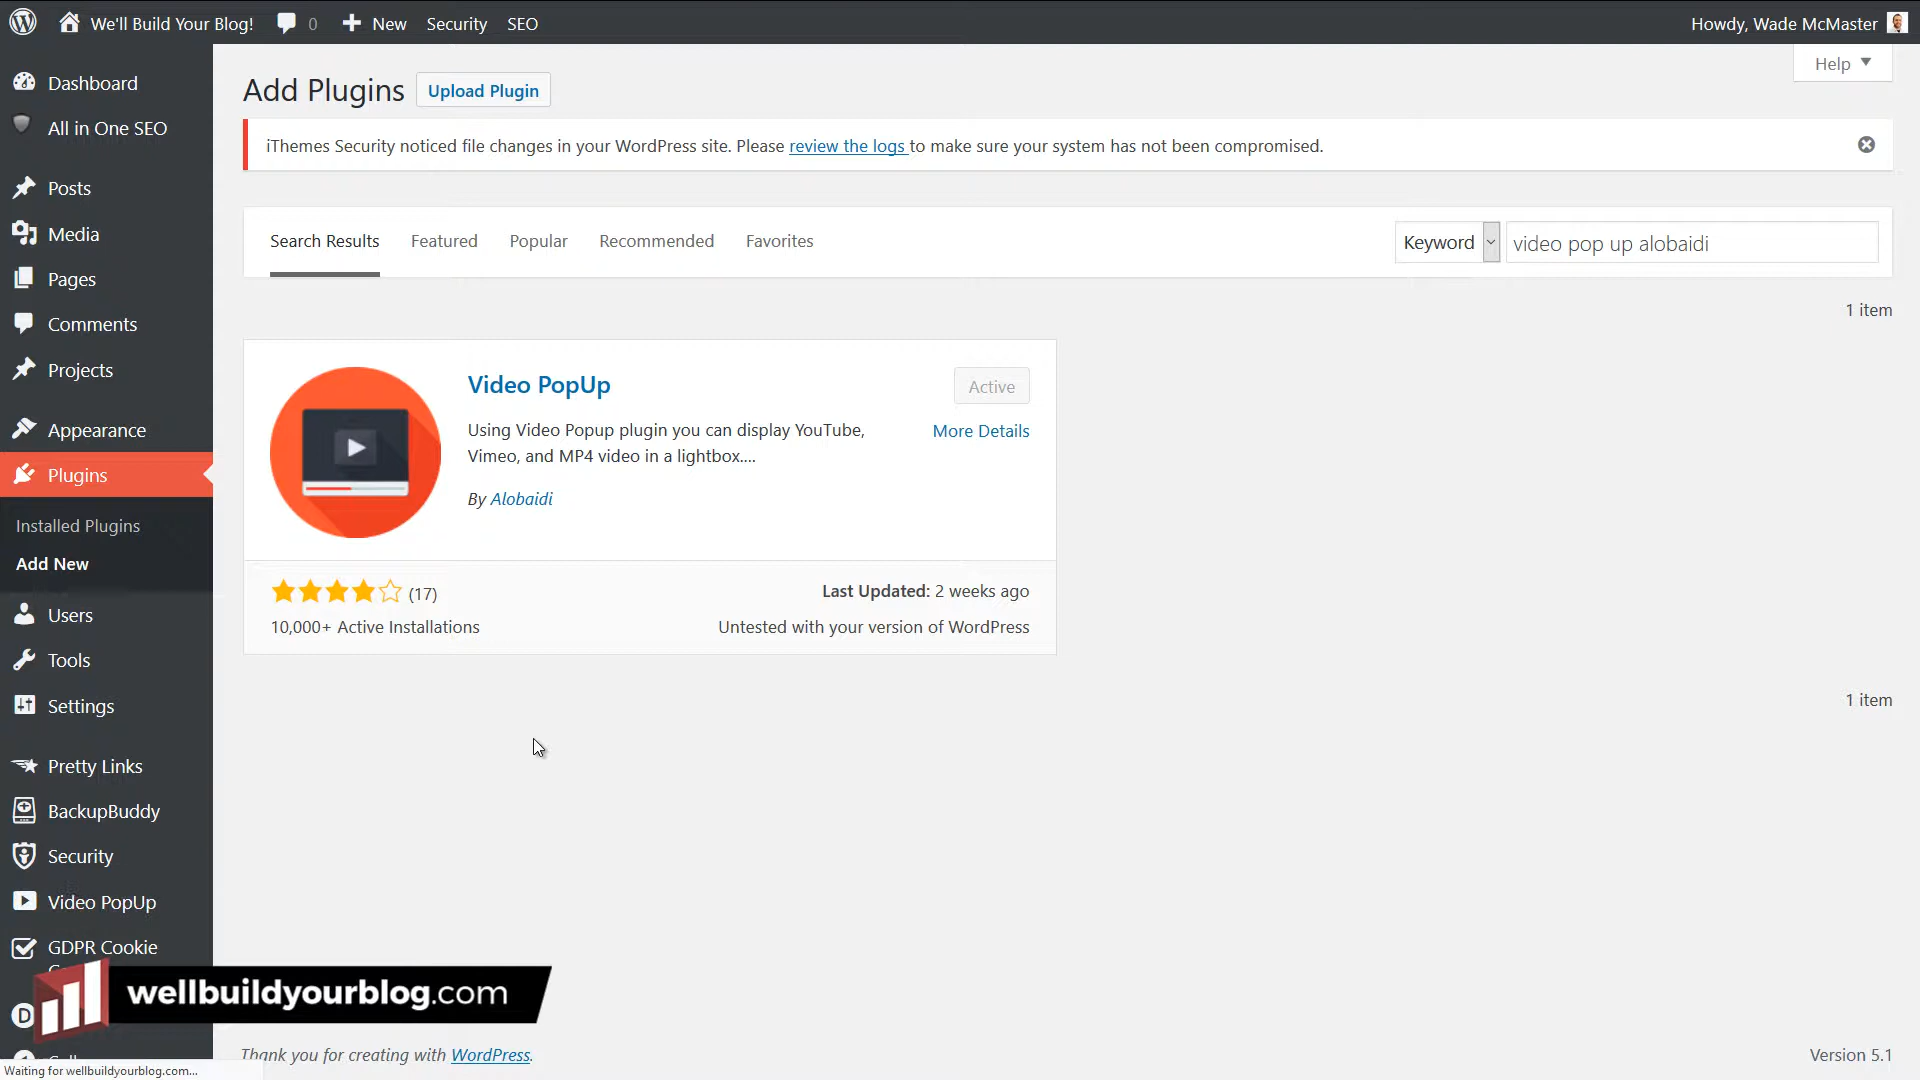 We'll Build Your Blog!
0
New
Security
SEO
Howdy, Wade McMaster
Help
Dashboard
All in One SEO
Posts
Media
Pages
Comments
Projects
Appearance
Plugins
Installed Plugins
Add New
Users
Tools
Settings
Pretty Links
BackupBuddy
Security
Video PopUp
GDPR Cookie
Add Plugins
Upload Plugin
iThemes Security noticed file changes in your WordPress site. Please review the logs to make sure your system has not been compromised.
Search Results
Featured
Popular
Recommended
Favorites
Keyword
video pop up alobaidi
1 item
Video PopUp
Active
Using Video Popup plugin you can display YouTube,
Vimeo, and MP4 video in a lightbox....
More Details
By Alobaidi
(17)
Last Updated: 2 weeks ago
10,000+ Active Installations
Untested with your version of WordPress
1 item
wellbuildyourblog.com
D
Thank you for creating with WordPress.
Version 5.1
Waiting for wellbuildyourblog.com...